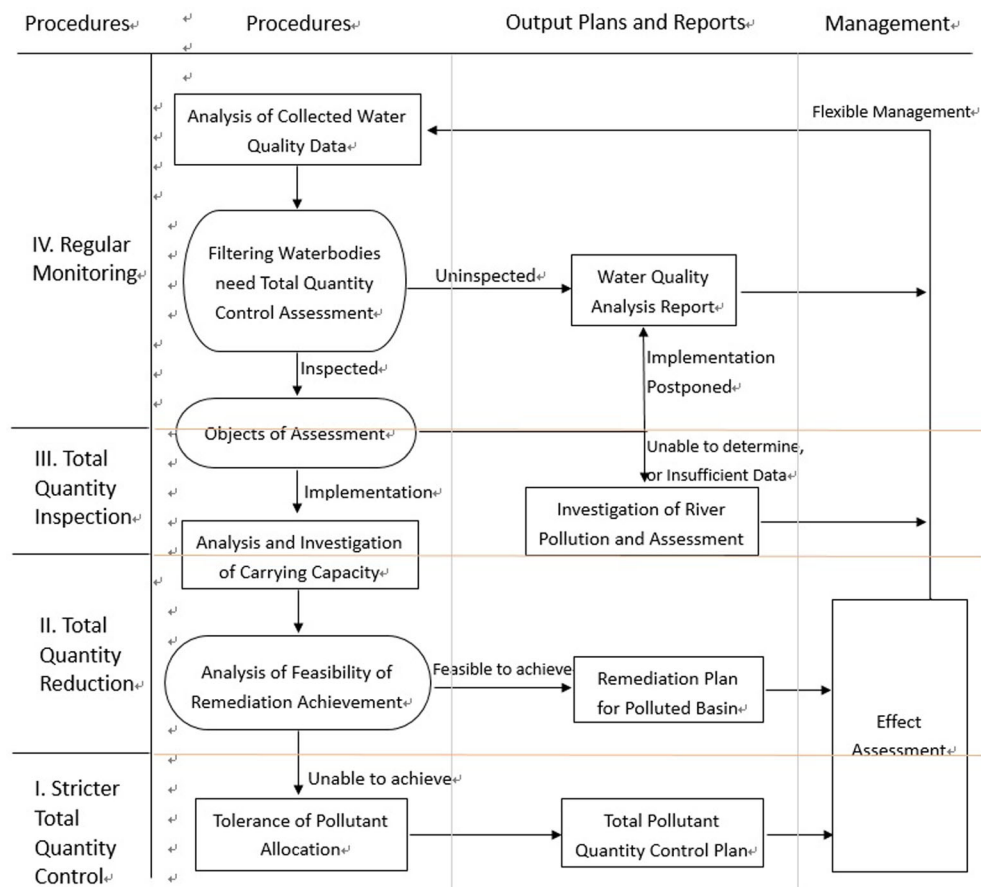 Procedures
Procedures
Output Plans and Reports
Management
Flexible Management
Analysis of Collected Water
Quality Data
IV. Regular
Monitoring
Filtering Waterbodies
need Total Quantity
Control Assessment
Uninspected
Water Quality
Analysis Report
Inspected
Implementation
Postponed
Objects of Assessment
III. Total
Quantity
Inspection
Unable to determine,
or Insufficient Data
Implementation
Investigation of River
Pollution and Assessment
Analysis and Investigation
of Carrying Capacity
II. Total
Quantity
Reduction
Analysis of Feasibility of
Remediation Achievement
Feasible to achieve
Remediation Plan
for Polluted Basin
Effect
Assessment
Unable to achieve
I. Stricter
Total
Quantity
Control
Tolerance of Pollutant
Allocation
Total Pollutant
Quantity Control Plan